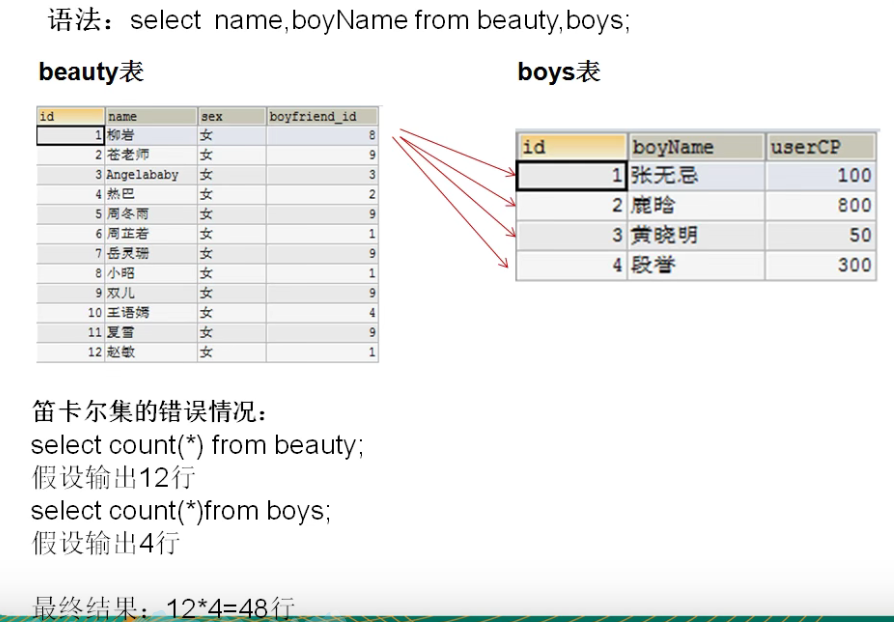 语法：select name,boyName from beauty,boys;
beauty表
boys表
id name sex boyfriend_id
1 柳岩 女 8
2 苍老师 女 9
3 Angelababy 女 3
4 热巴 女 2
5 周冬雨 女 9
6 周芷若 女 1
7 岳灵珊 女 9
8 小昭 女 1
9 双儿 女 9
10 王语嫣 女 4
11 夏雪 女 9
12 赵敏 女 1
id boyName userCP
1 张无忌 100
2 鹿晗 800
3 黄晓明 50
4 段誉 300
笛卡尔集的错误情况：
select count(*) from beauty;
假设输出12行
select count(*)from boys;
假设输出4行
最终结果：12*4=48行